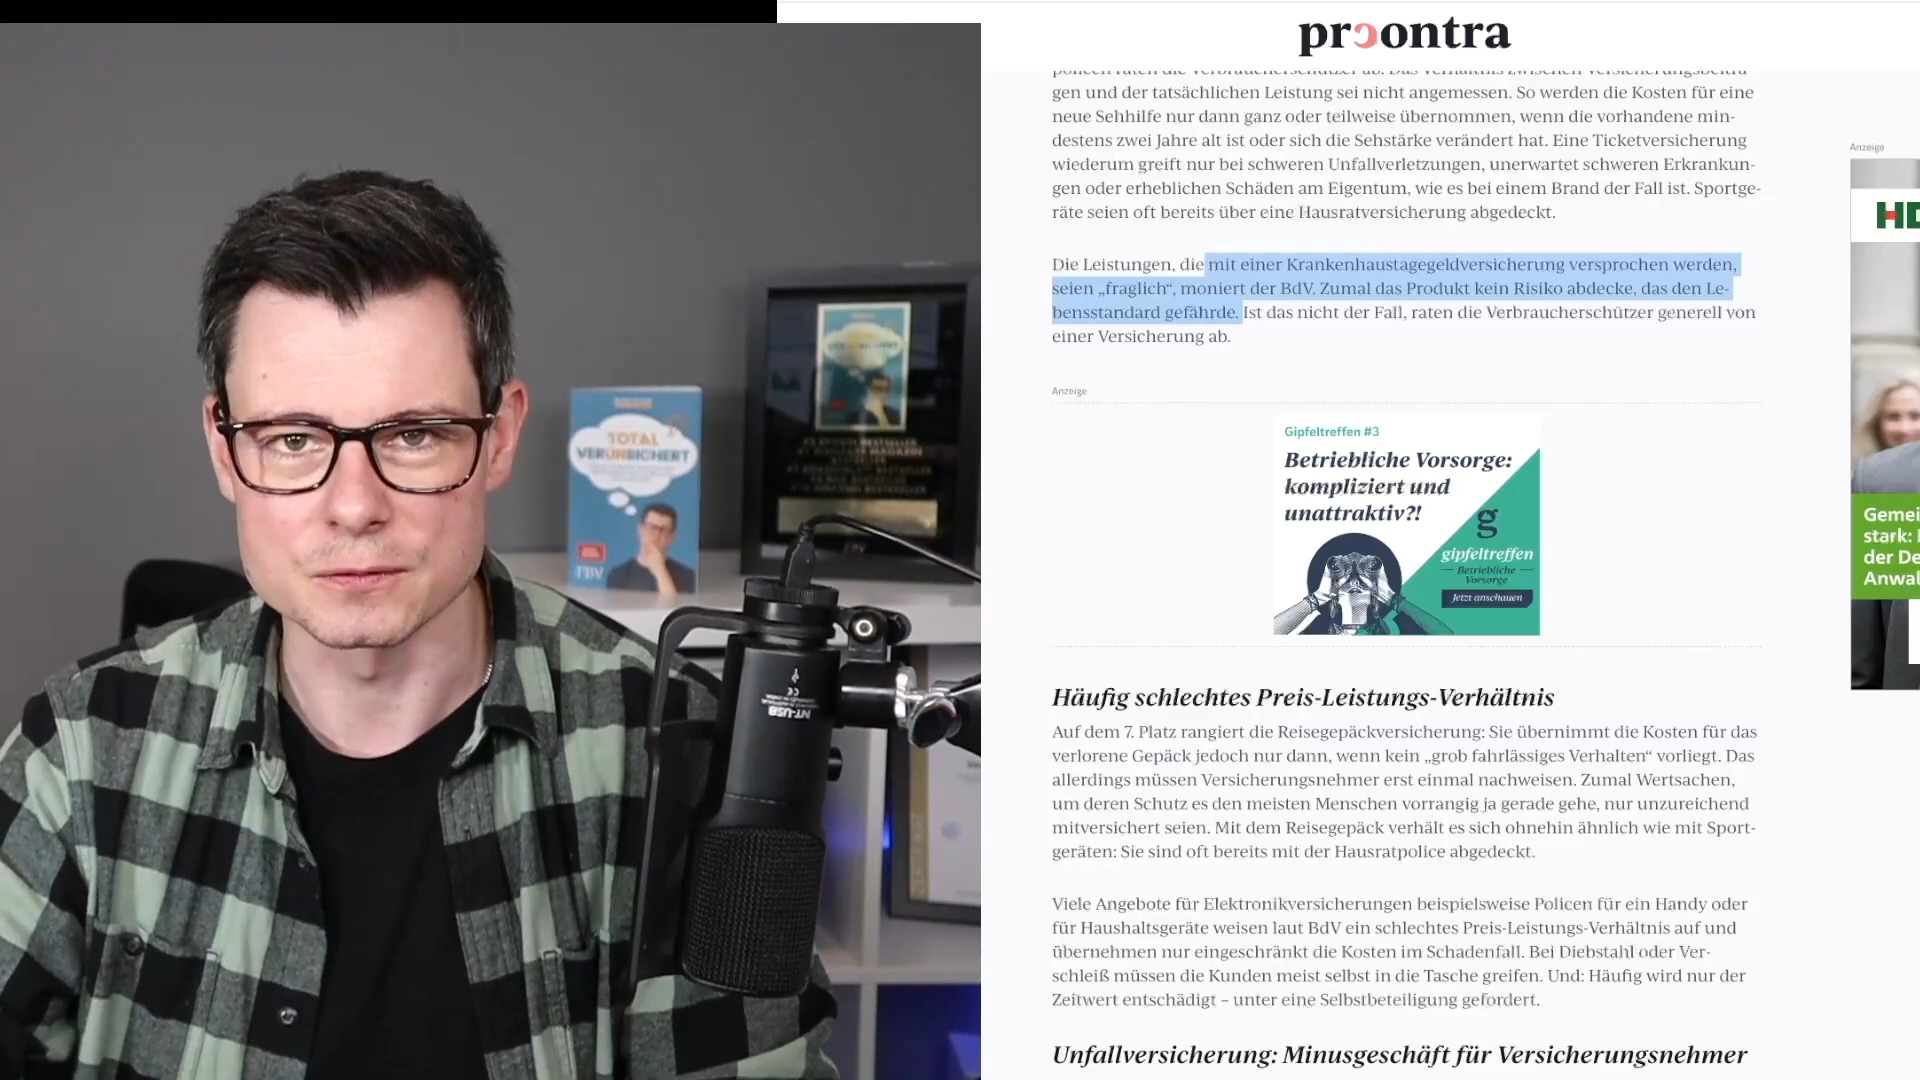 procontra
gen und der tatsächlichen Leistung sei nicht angemessen. So werden die Kosten für eine
neue Sehhilfe nur dann ganz oder teilweise übernommen, wenn die vorhandene min-
destens zwei Jahre alt ist oder sich die Sehstärke verändert hat. Eine Ticketversicherung
wiederum greift nur bei schweren Unfallverletzungen, unerwartet schweren Erkrankun-
gen oder erheblichen Schäden am Eigentum, wie es bei einem Brand der Fall ist. Sportge-
räte seien oft bereits über eine Hausratversicherung abgedeckt.
Die Leistungen, die mit einer Krankenhaustagegeldversicherung versprochen werden,
seien „fraglich“, moniert der BdV. Zumal das Produkt kein Risiko abdecke, das den Le-
bensstandard gefährde. Ist das nicht der Fall, raten die Verbraucherschützer generell von
einer Versicherung ab.
Anzeige
Gipfeltreffen #3
Betriebliche Vorsorge:
kompliziert und
unattraktiv?!
g
gipfeltreffen
Betriebliche
Vorsorge
Jetzt anschauen
Häufig schlechtes Preis-Leistungs-Verhältnis
Auf dem 7. Platz rangiert die Reisegepäckversicherung: Sie übernimmt die Kosten für das
verlorene Gepäck jedoch nur dann, wenn kein „grob fahrlässiges Verhalten“ vorliegt. Das
allerdings müssen Versicherungsnehmer erst einmal nachweisen. Zumal Wertsachen,
um deren Schutz es den meisten Menschen vorrangig ja gerade gehe, nur unzureichend
mitversichert seien. Mit dem Reisegepäck verhält es sich ohnehin ähnlich wie mit Sport-
geräten: Sie sind oft bereits mit der Hausratpolice abgedeckt.
Viele Angebote für Elektronikversicherungen beispielsweise Policen für ein Handy oder
für Haushaltsgeräte weisen laut BdV ein schlechtes Preis-Leistungs-Verhältnis auf und
übernehmen nur eingeschränkt die Kosten im Schadenfall. Bei Diebstahl oder Ver-
schleiß müssen die Kunden meist selbst in die Tasche greifen. Und: Häufig wird nur der
Zeitwert entschädigt – unter eine Selbstbeteiligung gefordert.
Unfallversicherung: Minusgeschäft für Versicherungsnehmer
Anzeige
HD
Gemei
stark:
der De
Anwal
TOTAL
VERUNSICHERT
FBV
NT-USB
CE